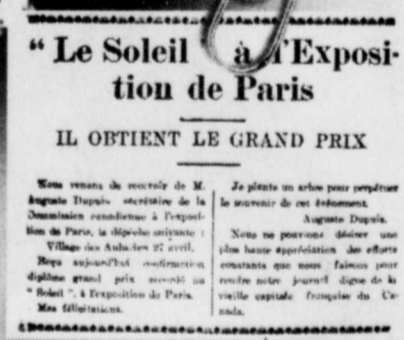 “ Le Soleil à l'Exposi-
tion de Paris
IL OBTIENT LE GRAND PRIX
Nous venons de recevoir de M.
Auguste Dupuis secrétaire de la
Commission canadienne à l'exposi-
tion de Paris, la dépêche suivante :
Village des Aulnaies 27 avril.
Reçu aujourd'hui confirmation
diplôme grand prix accordé au
“ Soleil ”, à l'exposition de Paris.
Mes félicitations.
Je plante un arbre pour perpétuer
le souvenir de cet événement.
Auguste Dupuis.
Nous ne pouvions désirer une
plus haute appréciation des efforts
constants que nous faisons pour
rendre notre journal digne de la
vieille capitale française du Ca-
nada.